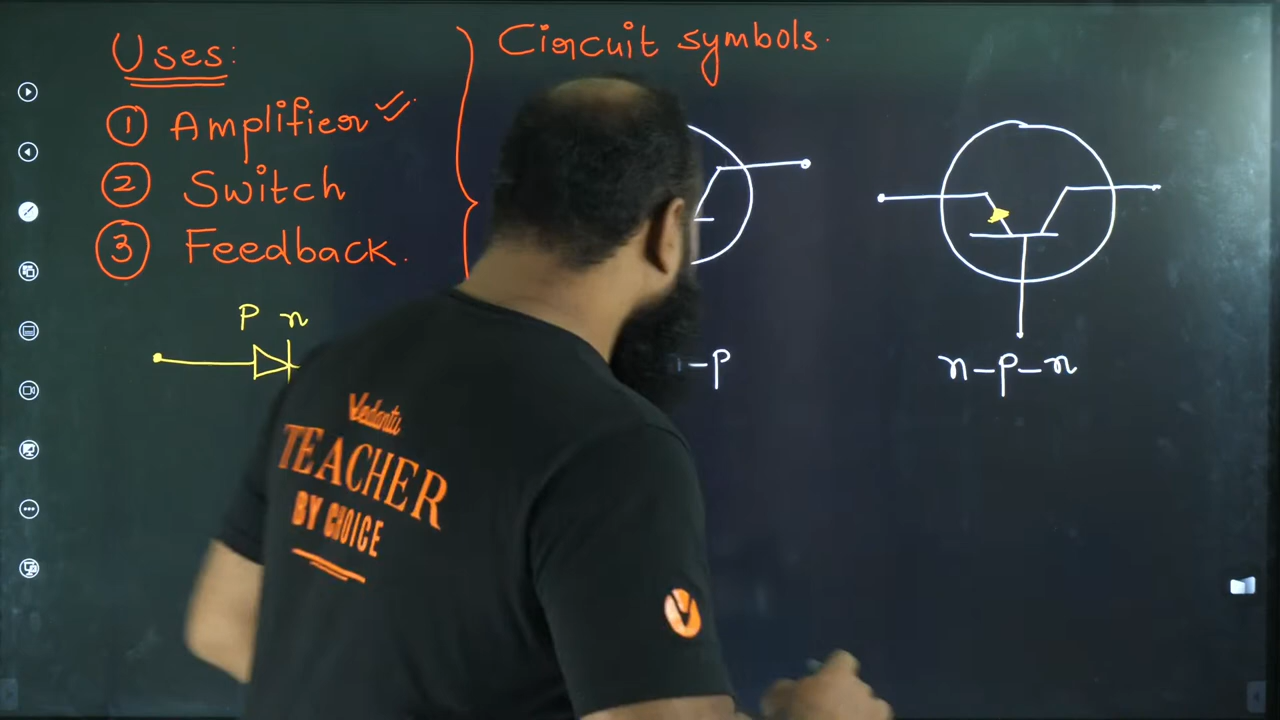 Uses:
① Amplifier
② Switch
③ Feedback.
Circuit symbols.
P n
-P
n-p-n
Vedantu
TEACHER
BY CHOICE